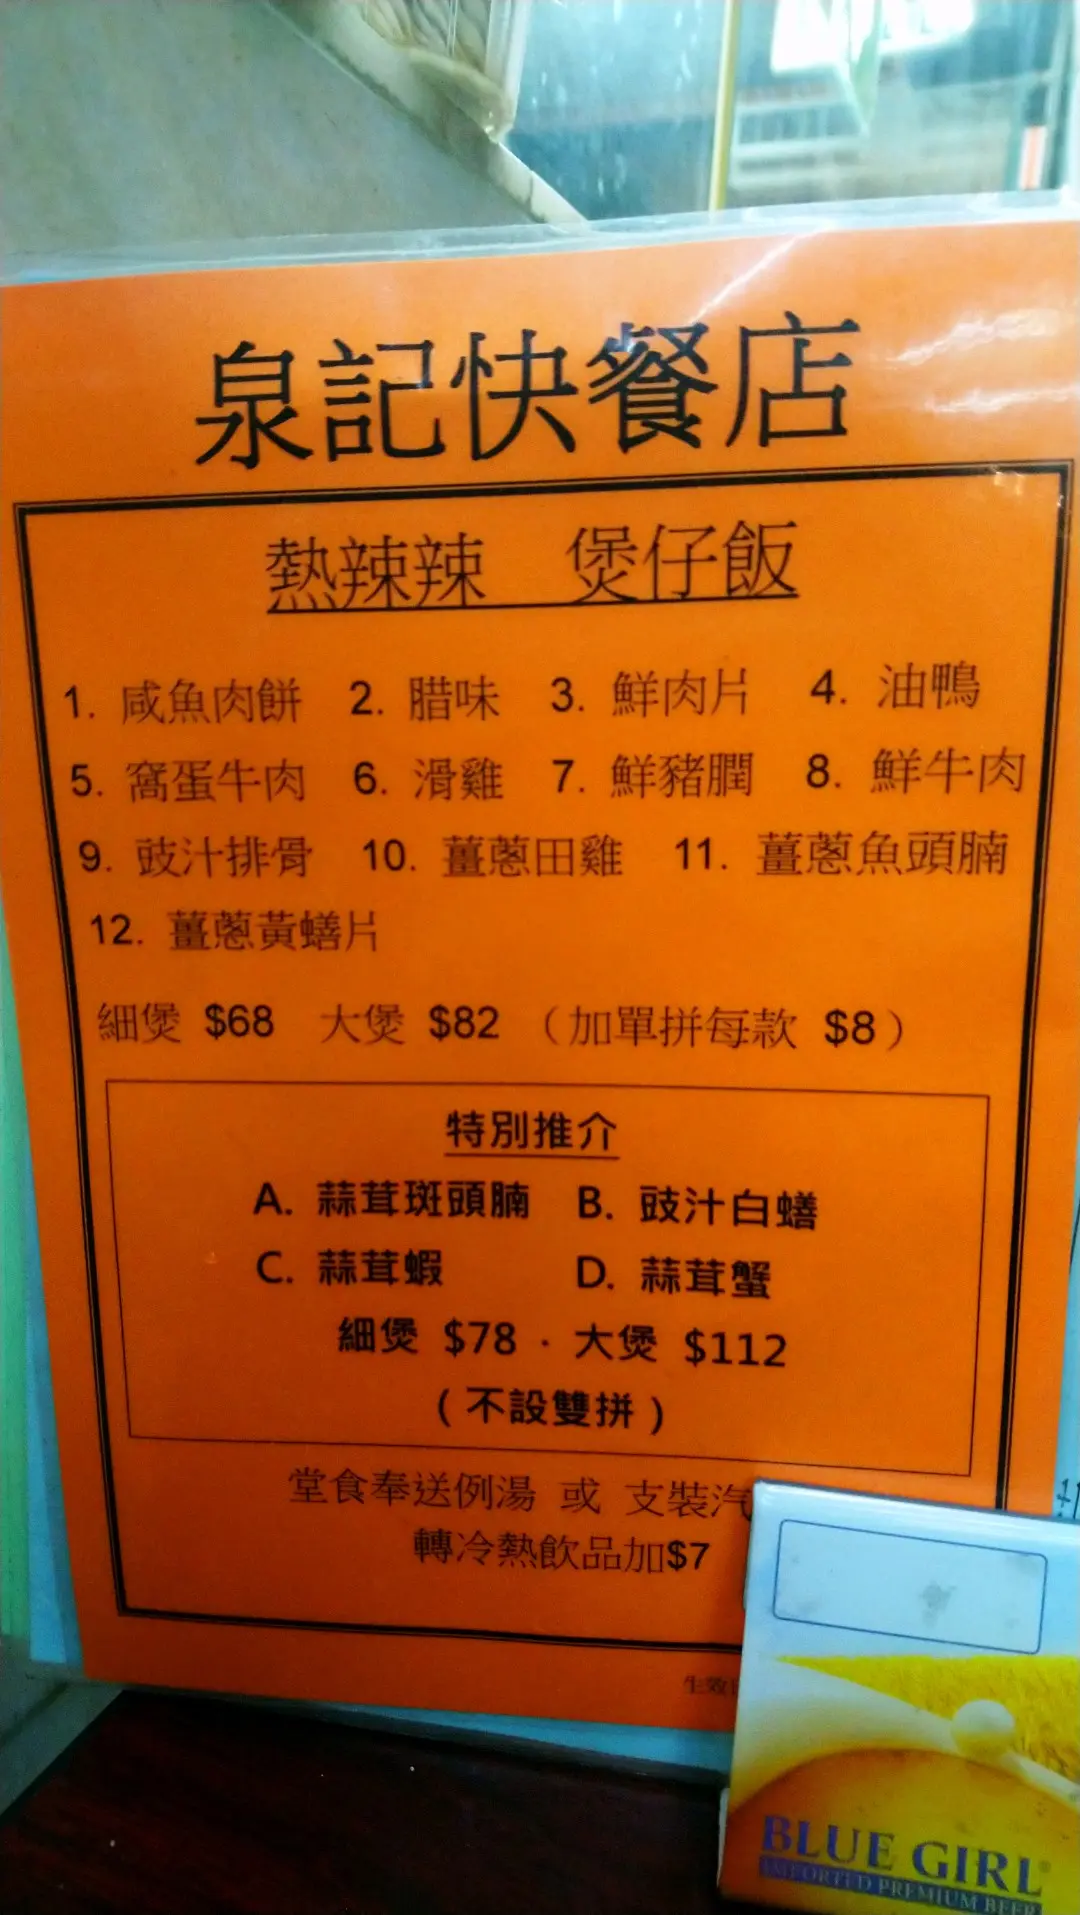 泉記快餐店
熱辣辣 煲仔飯
1. 咸魚肉餅 2. 腊味 3. 鮮肉片 4. 油鴨
5. 窩蛋牛肉 6. 滑雞 7. 鮮豬膶 8. 鮮牛肉
9. 豉汁排骨 10. 薑蔥田雞 11. 薑蔥魚頭腩
12. 薑蔥黃鱔片
細煲 $68 大煲 $82 （加單拼每款 $8）
特別推介
A. 蒜茸斑頭腩 B. 豉汁白鱔
C. 蒜茸蝦 D. 蒜茸蟹
細煲 $78 · 大煲 $112
（不設雙拼）
堂食奉送例湯 或 支裝汽
轉冷熱飲品加$7
生效
BLUE GIRL
IMPORTED PREMIUM BEER